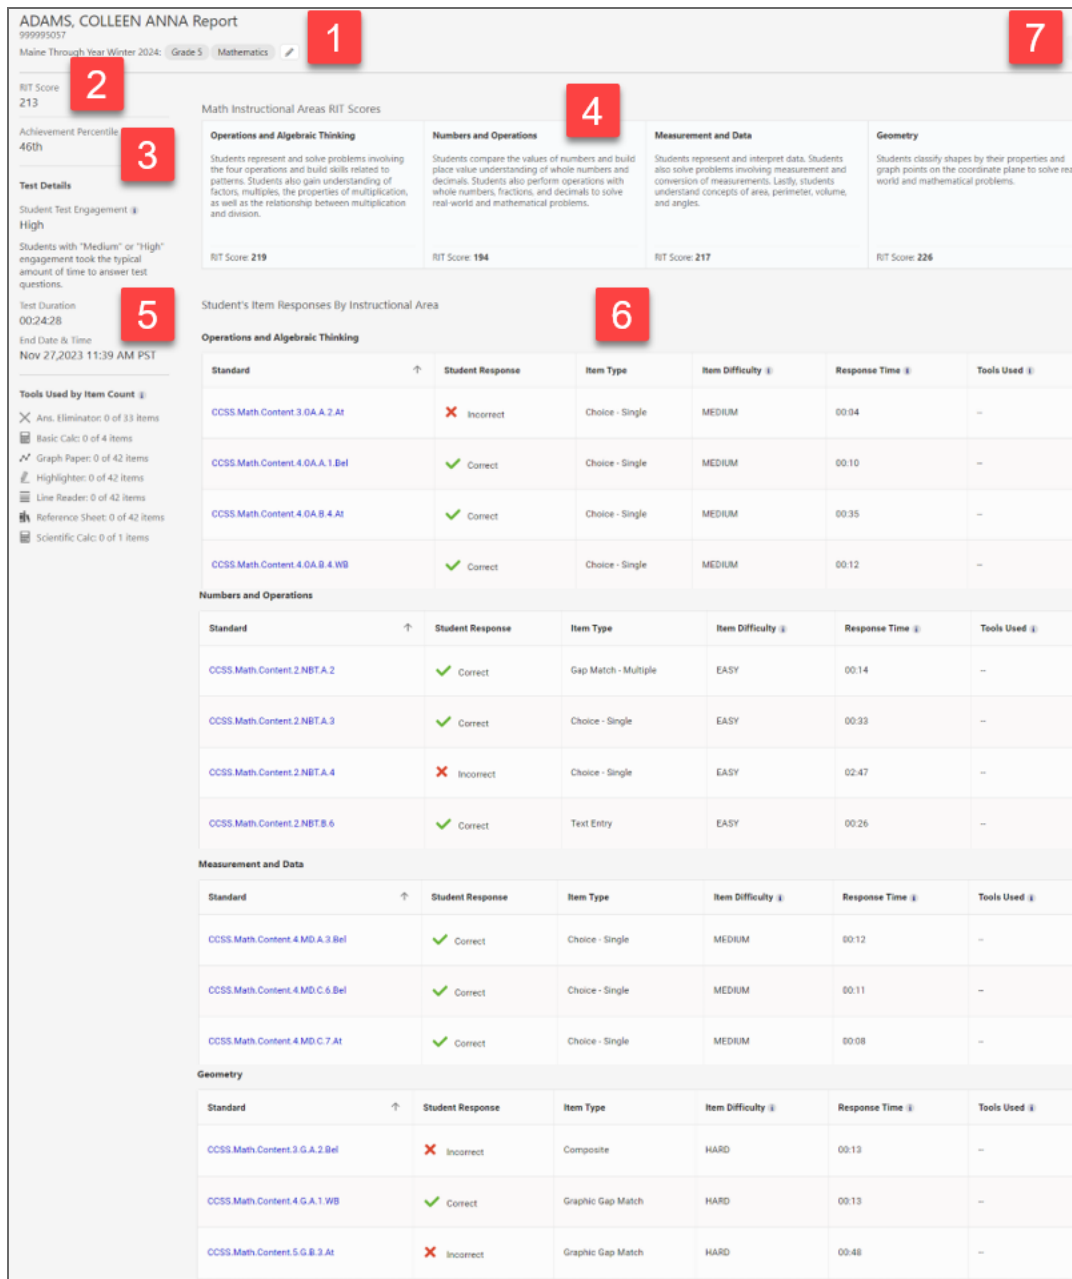 ADAMS, COLLEEN ANNA Report
999995057
Maine Through Year Winter 2024: Grade 5 Mathematics
1
7
RIT Score
213
2
Achievement Percentile
46th
3
Test Details
Student Test Engagement
High
Students with "Medium" or "High"
engagement took the typical
amount of time to answer test
questions.
Test Duration
00:24:28
5
End Date & Time
Nov 27,2023 11:39 AM PST
Tools Used by Item Count
Ans. Eliminator: 0 of 33 items
Basic Calc: 0 of 4 items
Graph Paper: 0 of 42 items
Highlighter: 0 of 42 items
Line Reader: 0 of 42 items
Reference Sheet: 0 of 42 items
Scientific Calc: 0 of 1 items
Math Instructional Areas RIT Scores
4
Operations and Algebraic Thinking
Students represent and solve problems involving
the four operations and build skills related to
patterns. Students also gain understanding of
factors, multiples, the properties of multiplication,
as well as the relationship between multiplication
and division.
RIT Score: 219
Numbers and Operations
Students compare the values of numbers and build
place value understanding of whole numbers and
decimals. Students also perform operations with
whole numbers, fractions, and decimals to solve
real-world and mathematical problems.
RIT Score: 194
Measurement and Data
Students represent and interpret data. Students
also solve problems involving measurement and
conversion of measurements. Lastly, students
understand concepts of area, perimeter, volume,
and angles.
RIT Score: 217
Geometry
Students classify shapes by their properties and
graph points on the coordinate plane to solve rea
world and mathematical problems.
RIT Score: 226
Student's Item Responses By Instructional Area
6
Operations and Algebraic Thinking
Standard Student Response Item Type Item Difficulty Response Time Tools Used
CCSS.Math.Content.3.OA.A.2.At Incorrect Choice - Single MEDIUM 00:04 --
CCSS.Math.Content.4.OA.A.1.Bel Correct Choice - Single MEDIUM 00:10 --
CCSS.Math.Content.4.OA.B.4.At Correct Choice - Single MEDIUM 00:35 --
CCSS.Math.Content.4.OA.B.4.WB Correct Choice - Single MEDIUM 00:12 --
Numbers and Operations
Standard Student Response Item Type Item Difficulty Response Time Tools Used
CCSS.Math.Content.2.NBT.A.2 Correct Gap Match - Multiple EASY 00:14 --
CCSS.Math.Content.2.NBT.A.3 Correct Choice - Single EASY 00:33 --
CCSS.Math.Content.2.NBT.A.4 Incorrect Choice - Single EASY 02:47 --
CCSS.Math.Content.2.NBT.B.6 Correct Text Entry EASY 00:26 --
Measurement and Data
Standard Student Response Item Type Item Difficulty Response Time Tools Used
CCSS.Math.Content.4.MD.A.3.Bel Correct Choice - Single MEDIUM 00:12 --
CCSS.Math.Content.4.MD.C.6.Bel Correct Choice - Single MEDIUM 00:11 --
CCSS.Math.Content.4.MD.C.7.At Correct Choice - Single MEDIUM 00:08 --
Geometry
Standard Student Response Item Type Item Difficulty Response Time Tools Used
CCSS.Math.Content.3.G.A.2.Bel Incorrect Composite HARD 00:13 --
CCSS.Math.Content.4.G.A.1.WB Correct Graphic Gap Match HARD 00:13 --
CCSS.Math.Content.5.G.B.3.At Incorrect Graphic Gap Match HARD 00:48 --